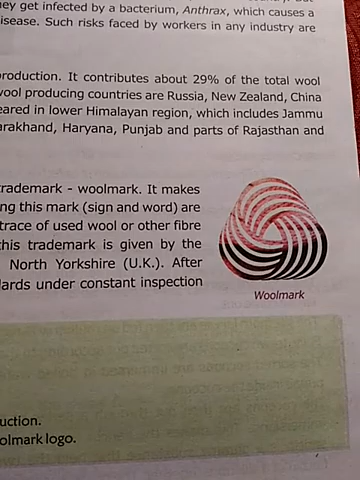 ey get infected by a bacterium, Anthrax, which causes a
isease. Such risks faced by workers in any industry are
production. It contributes about 29% of the total wool
wool producing countries are Russia, New Zealand, China
eared in lower Himalayan region, which includes Jammu
arakhand, Haryana, Punjab and parts of Rajasthan and
trademark - woolmark. It makes
ng this mark (sign and word) are
trace of used wool or other fibre
this trademark is given by the
North Yorkshire (U.K.). After
dards under constant inspection
Woolmark
uction.
olmark logo.